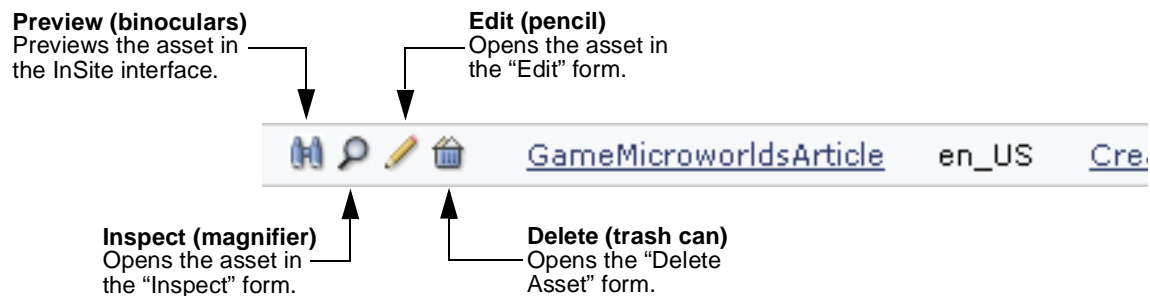 Preview (binoculars)
Previews the asset in
the InSite interface.
Edit (pencil)
Opens the asset in
the “Edit” form.
GameMicroworldsArticle en_US Crea
Inspect (magnifier)
Opens the asset in
the “Inspect” form.
Delete (trash can)
Opens the “Delete
Asset” form.